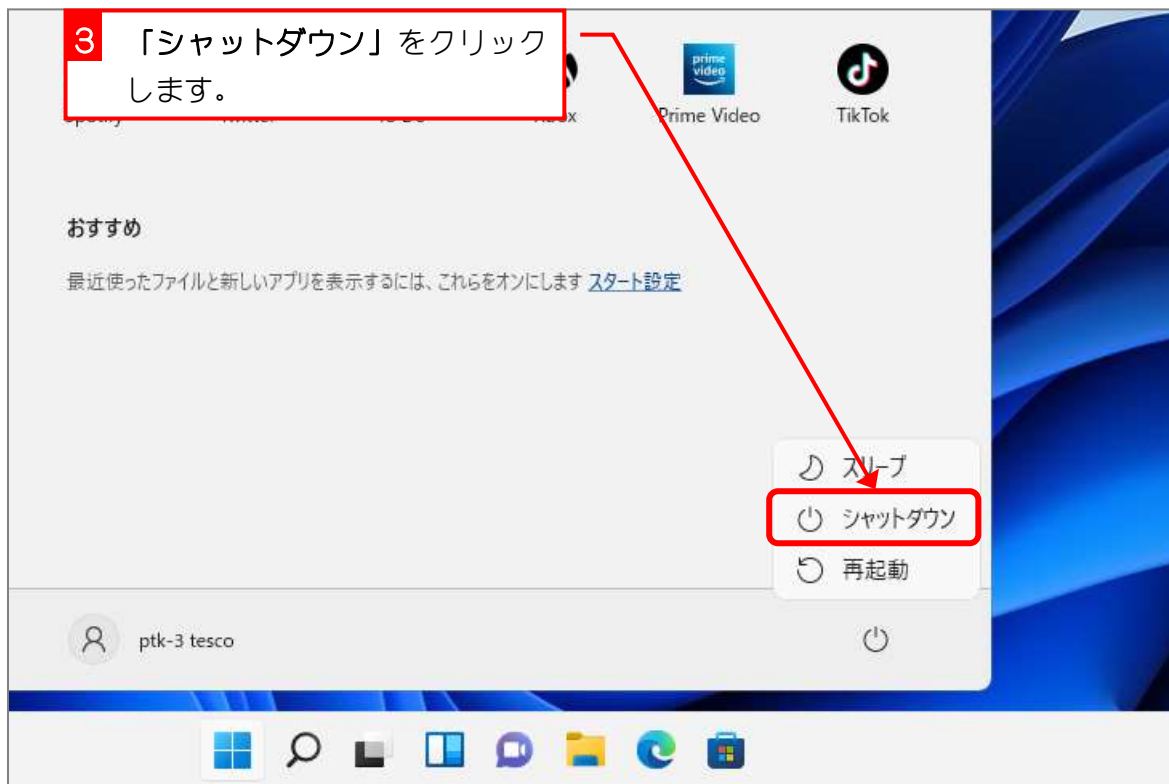 3 「シャットダウン」をクリック
します。
prime
video
Prime Video
TikTok
おすすめ
最近使ったファイルと新しいアプリを表示するには、これらをオンにします スタート設定
スリープ
シャットダウン
再起動
ptk-3 tesco